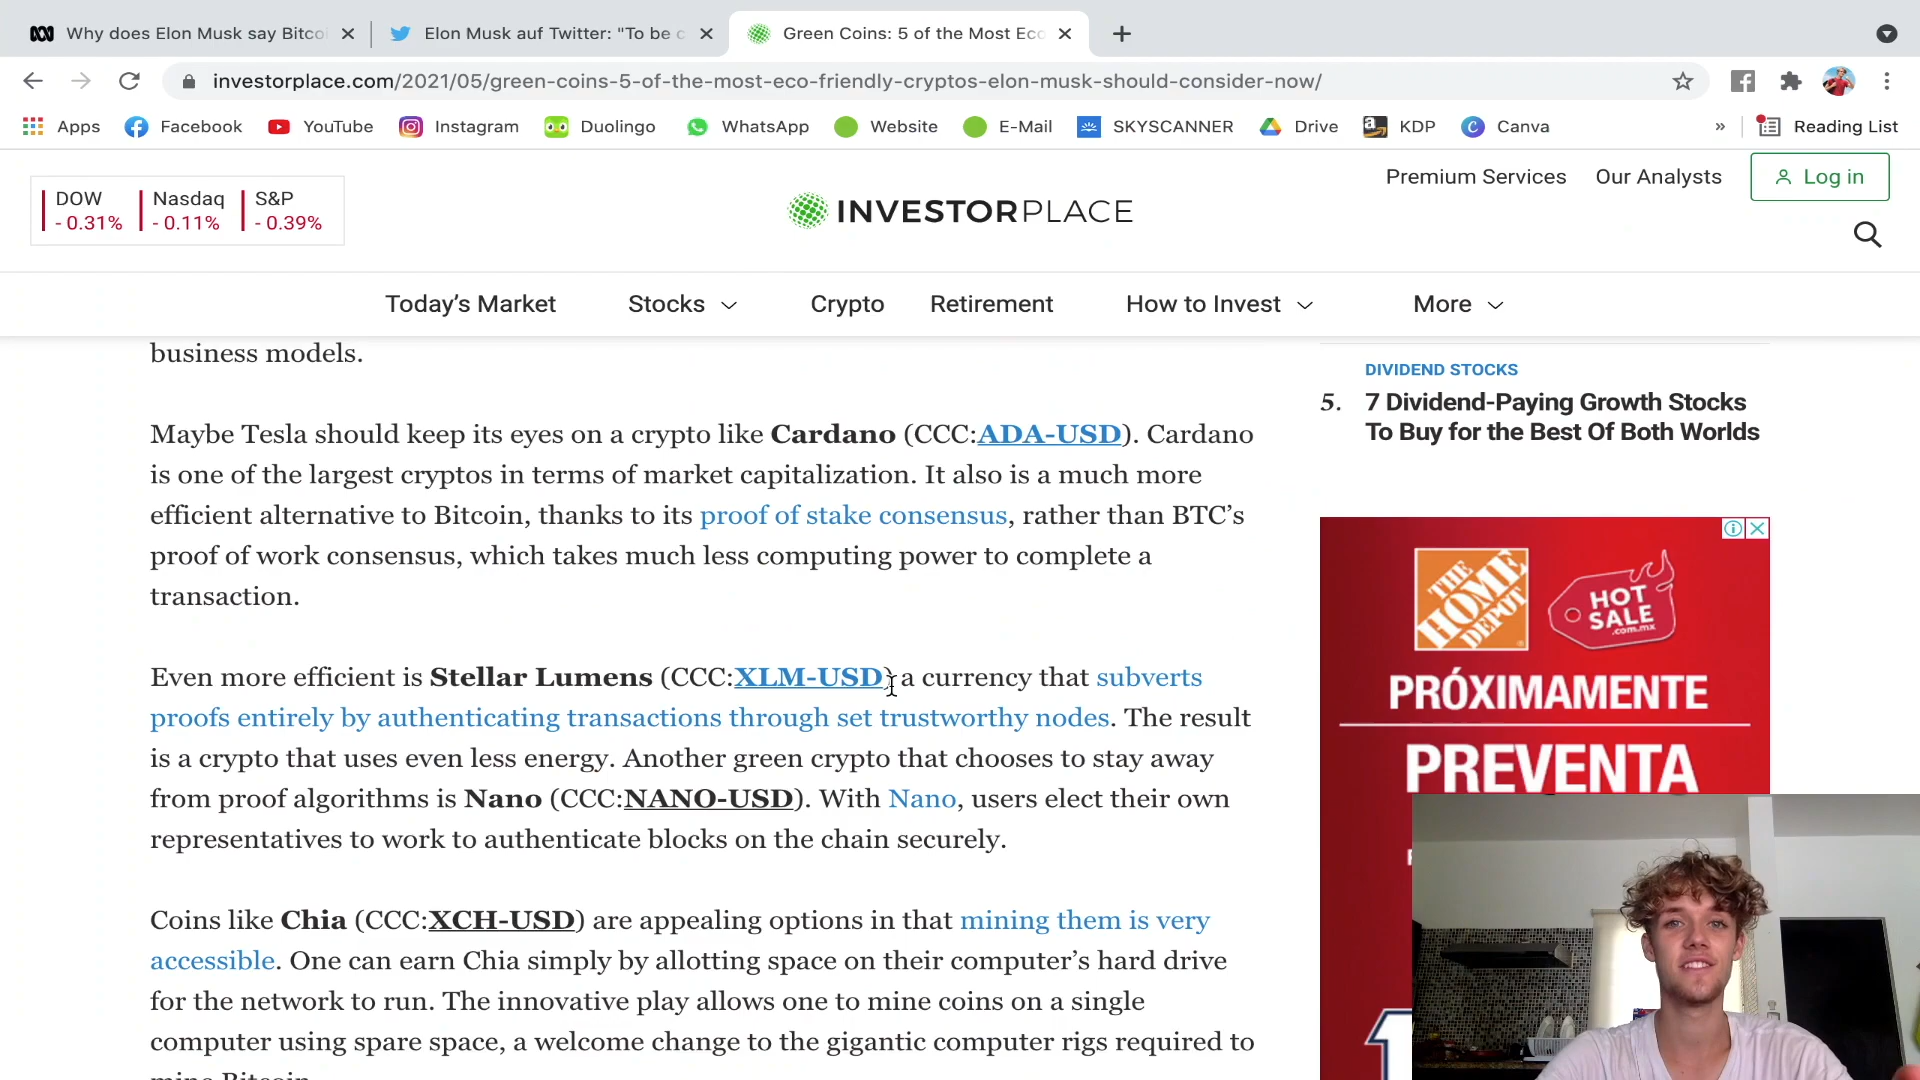 Why does Elon Musk say Bitco
Elon Musk auf Twitter: "To be c
Green Coins: 5 of the Most Eco
investorplace.com/2021/05/green-coins-5-of-the-most-eco-friendly-cryptos-elon-musk-should-consider-now/
Apps
Facebook
YouTube
Instagram
Duolingo
WhatsApp
Website
E-Mail
SKYSCANNER
Drive
KDP
Canva
»
Reading List
DOW
- 0.31%
Nasdaq
- 0.11%
S&P
- 0.39%
INVESTORPLACE
Premium Services
Our Analysts
Log in
Today's Market
Stocks
Crypto
Retirement
How to Invest
More
business models.
Maybe Tesla should keep its eyes on a crypto like Cardano (CCC:ADA-USD). Cardano
is one of the largest cryptos in terms of market capitalization. It also is a much more
efficient alternative to Bitcoin, thanks to its proof of stake consensus, rather than BTC's
proof of work consensus, which takes much less computing power to complete a
transaction.
Even more efficient is Stellar Lumens (CCC:XLM-USD) a currency that subverts
proofs entirely by authenticating transactions through set trustworthy nodes. The result
is a crypto that uses even less energy. Another green crypto that chooses to stay away
from proof algorithms is Nano (CCC:NANO-USD). With Nano, users elect their own
representatives to work to authenticate blocks on the chain securely.
Coins like Chia (CCC:XCH-USD) are appealing options in that mining them is very
accessible. One can earn Chia simply by allotting space on their computer's hard drive
for the network to run. The innovative play allows one to mine coins on a single
computer using spare space, a welcome change to the gigantic computer rigs required to
mine Bitcoin.
DIVIDEND STOCKS
5. 7 Dividend-Paying Growth Stocks
To Buy for the Best Of Both Worlds
THE
HOME
DEPOT
HOT
SALE
.com.mx
PRÓXIMAMENTE
PREVENTA